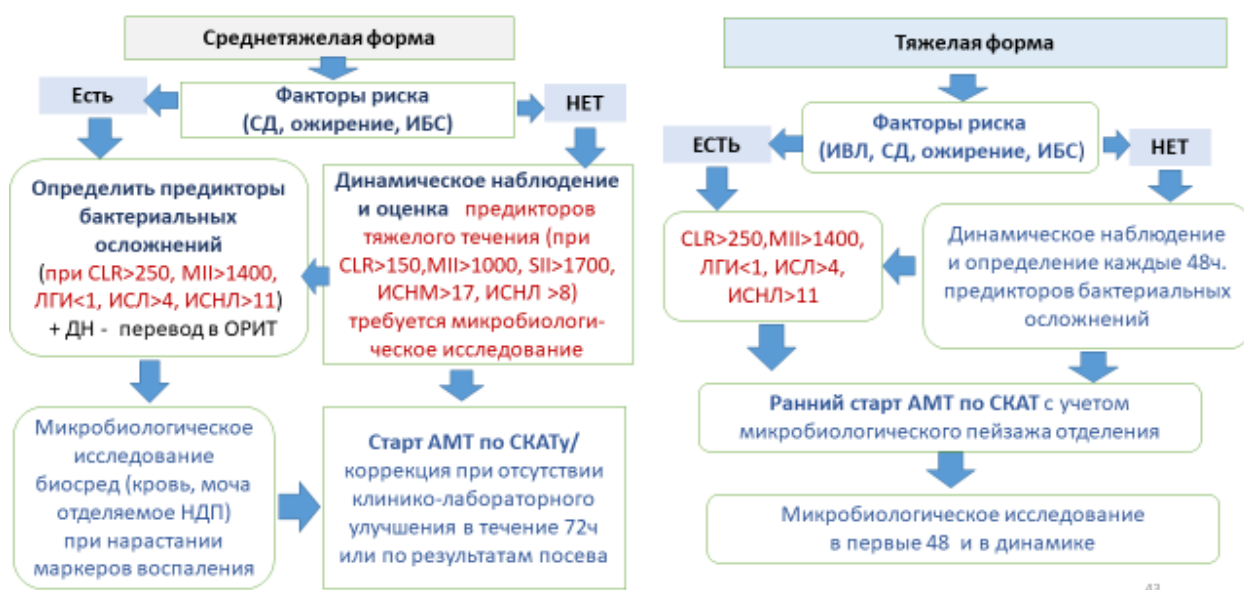 Среднетяжелая форма
Есть
Факторы риска
(СД, ожирение, ИБС)
НЕТ
Определить предикторы
бактериальных
осложнений
(при CLR>250, MII>1400,
ЛГИ<1, ИСЛ>4, ИСНЛ>11)
+ ДН - перевод в ОРИТ
Динамическое наблюдение
и оценка предикторов
тяжелого течения (при
CLR>150,MII>1000, SII>1700,
ИСНМ>17, ИСНЛ >8)
требуется микробиологи-
ческое исследование
Микробиологическое
исследование
биосред (кровь, моча
отделяемое НДП)
при нарастании
маркеров воспаления
Старт АМТ по СКАТу/
коррекция при отсутствии
клинико-лабораторного
улучшения в течение 72ч
или по результатам посева
Тяжелая форма
Факторы риска
(ИВЛ, СД, ожирение, ИБС)
ЕСТЬ
НЕТ
CLR>250,MII>1400,
ЛГИ<1, ИСЛ>4,
ИСНЛ>11
Динамическое наблюдение
и определение каждые 48ч.
предикторов бактериальных
осложнений
Ранний старт АМТ по СКАТ с учетом
микробиологического пейзажа отделения
Микробиологическое исследование
в первые 48 и в динамике
43